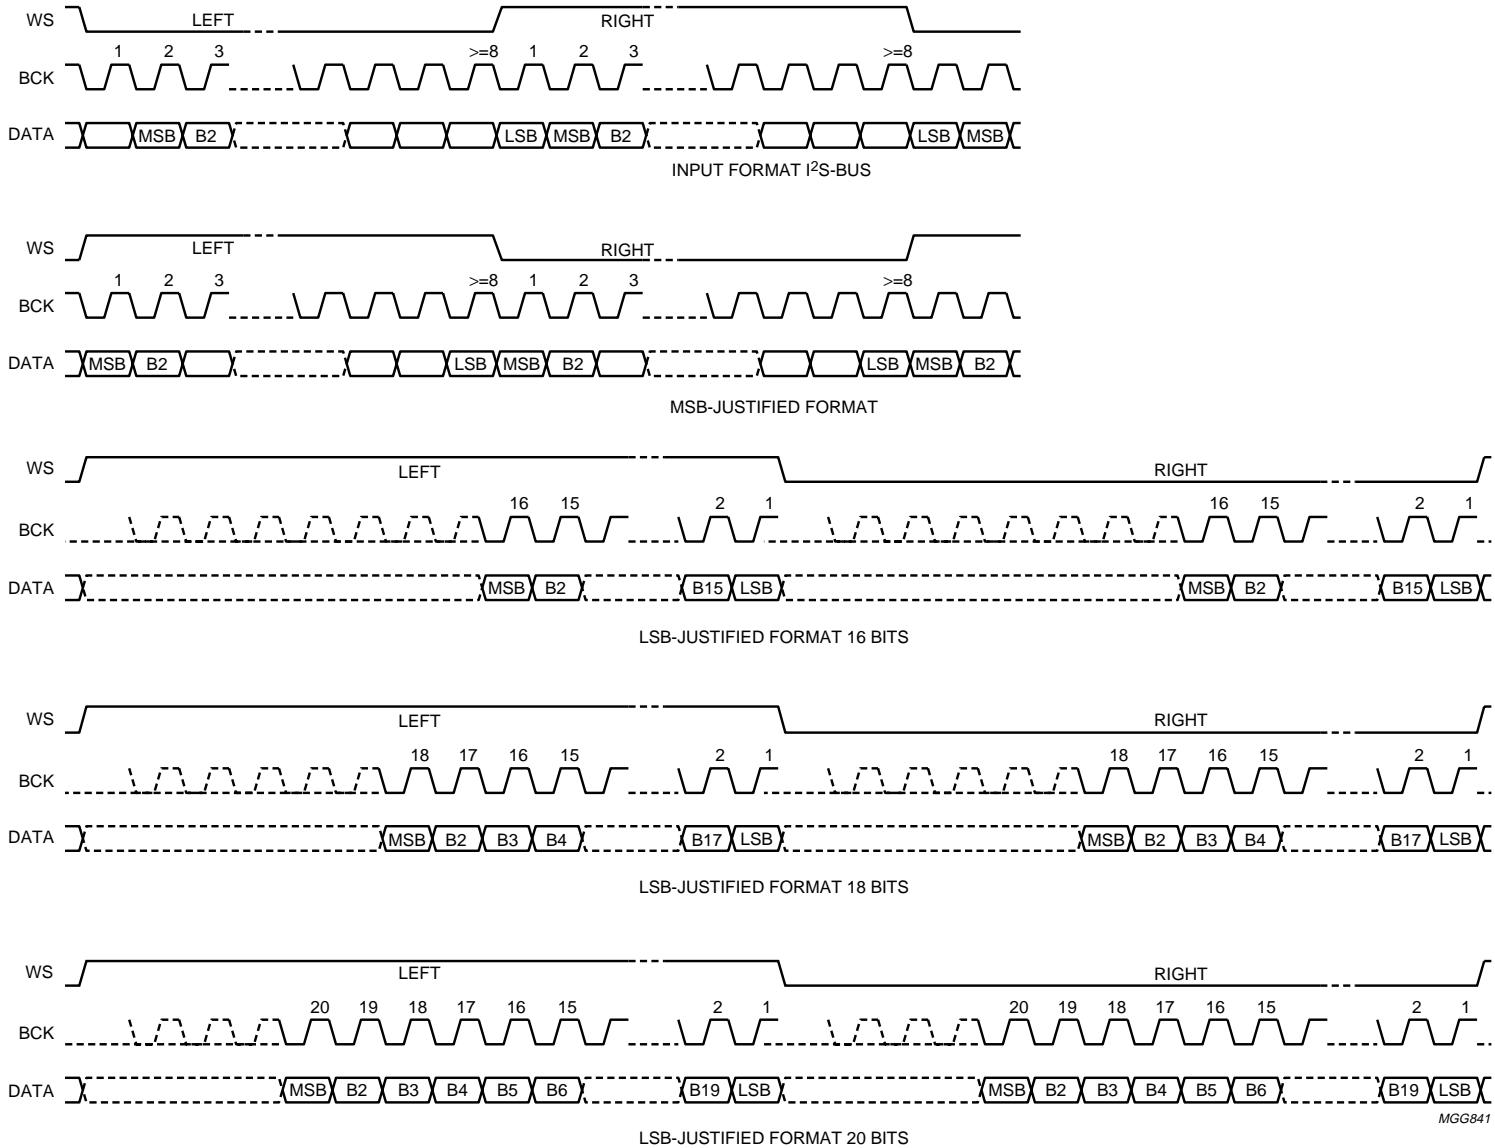 WS LEFT RIGHT
1 2 3 >=8 1 2 3 >=8
BCK
DATA MSB B2 LSB MSB B2 LSB MSB
INPUT FORMAT I²S-BUS
WS LEFT RIGHT
1 2 3 >=8 1 2 3 >=8
BCK
DATA MSB B2 LSB MSB B2 LSB MSB B2
MSB-JUSTIFIED FORMAT
WS LEFT RIGHT
16 15 2 1 16 15 2 1
BCK
DATA MSB B2 B15 LSB MSB B2 B15 LSB
LSB-JUSTIFIED FORMAT 16 BITS
WS LEFT RIGHT
18 17 16 15 2 1 18 17 16 15 2 1
BCK
DATA MSB B2 B3 B4 B17 LSB MSB B2 B3 B4 B17 LSB
LSB-JUSTIFIED FORMAT 18 BITS
WS LEFT RIGHT
20 19 18 17 16 15 2 1 20 19 18 17 16 15 2 1
BCK
DATA MSB B2 B3 B4 B5 B6 B19 LSB MSB B2 B3 B4 B5 B6 B19 LSB
MGG841
LSB-JUSTIFIED FORMAT 20 BITS